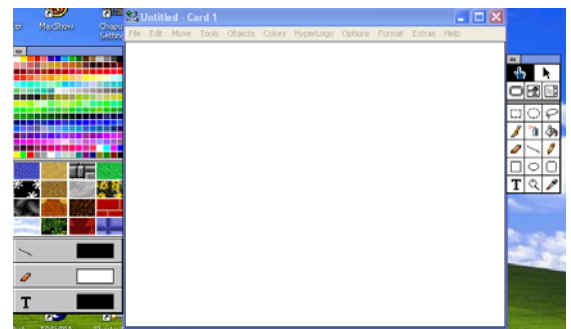 MaxShow
Untitled - Card 1
File Edit Move Tools Objects Colors HyperLogo Options Format Extras Help
T
T